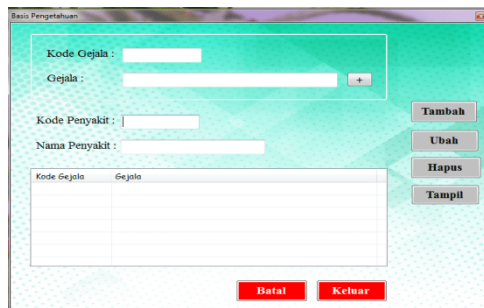 Basis Pengetahuan
Kode Gejala :
Gejala :
+
Kode Penyakit :
Nama Penyakit :
Tambah
Ubah
Hapus
Tampil
Kode Gejala Gejala
Batal Keluar